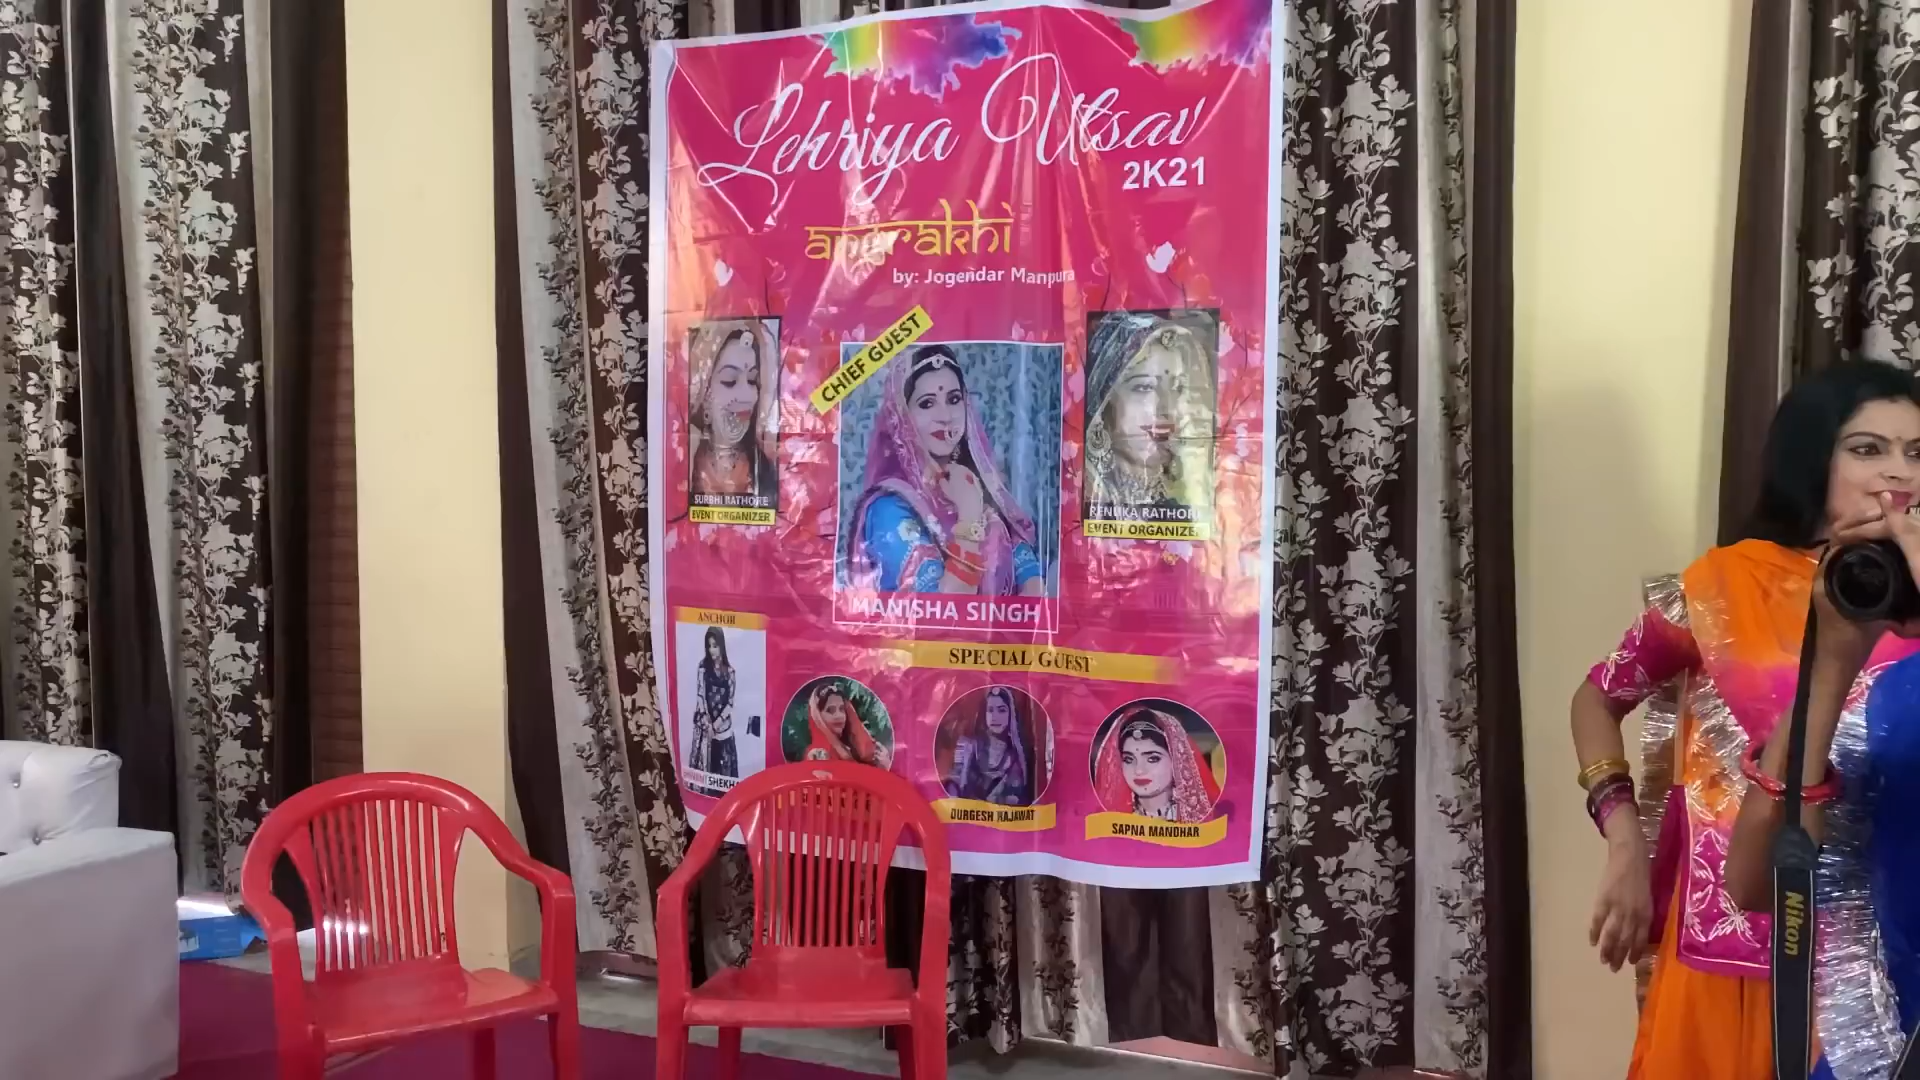 Lehriya Utsav
2K21
angrakhi
by: Jogendar Manpura
CHIEF GUEST
SURBHI RATHORE
EVENT ORGANIZER
RENUKA RATHORE
EVENT ORGANIZER
MANISHA SINGH
ANCHOR
SPECIAL GUEST
DURGESH RAJAWAT
SAPNA MANDHAR
Nikon